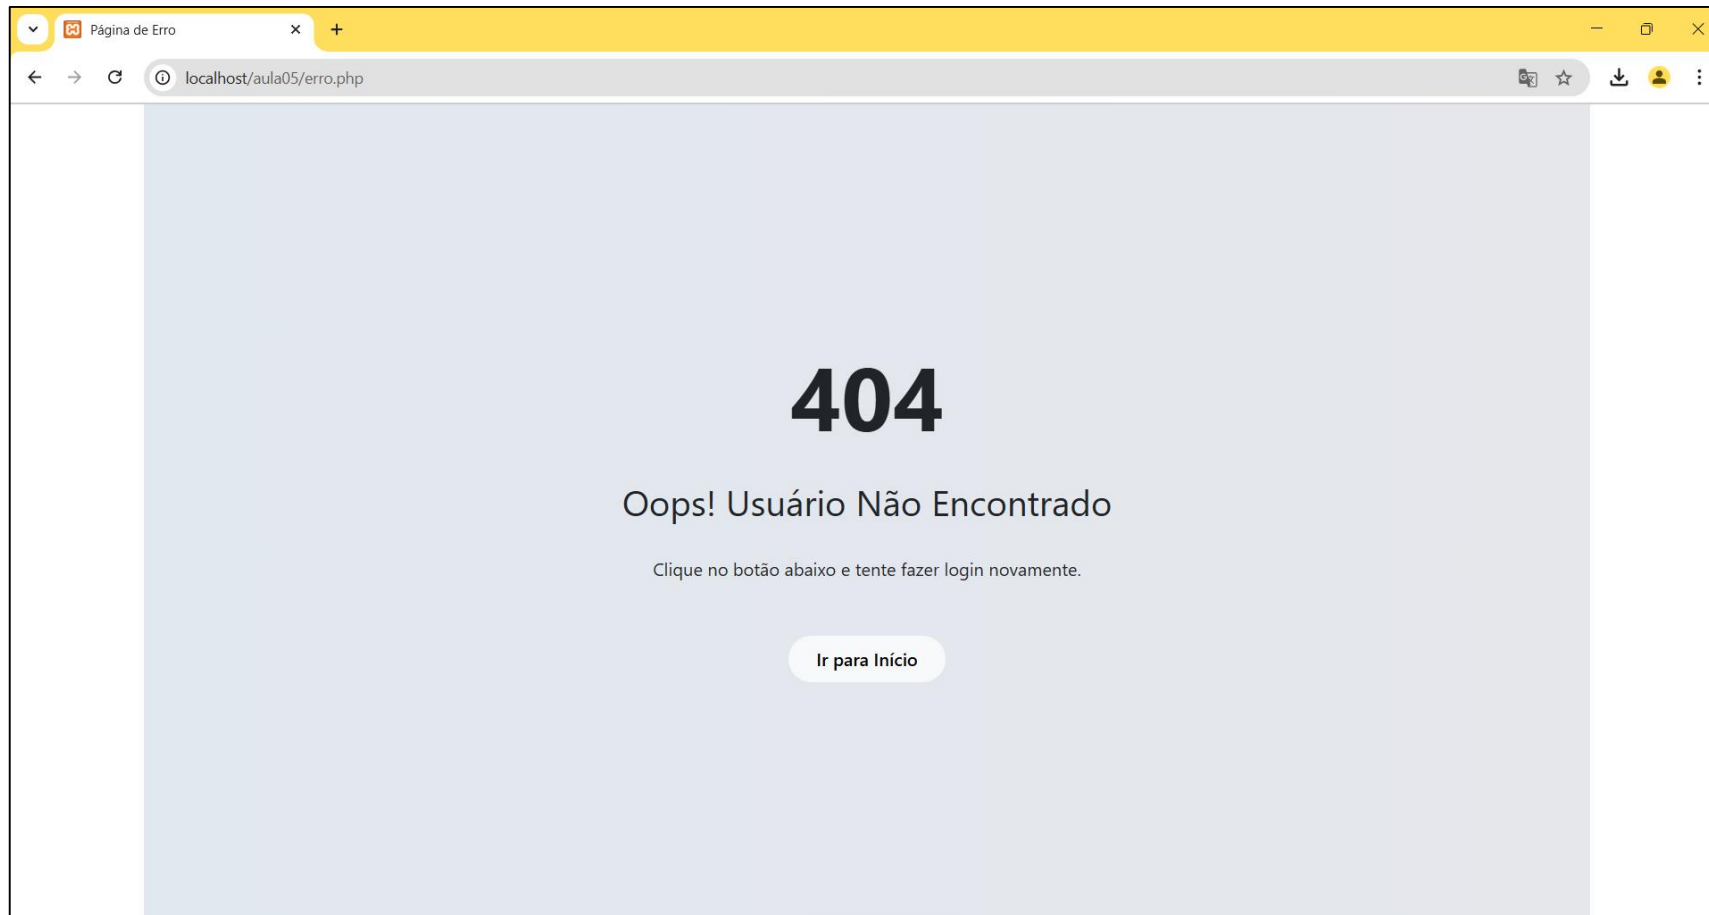 Página de Erro
localhost/aula05/erro.php
404
Oops! Usuário Não Encontrado
Clique no botão abaixo e tente fazer login novamente.
Ir para Início